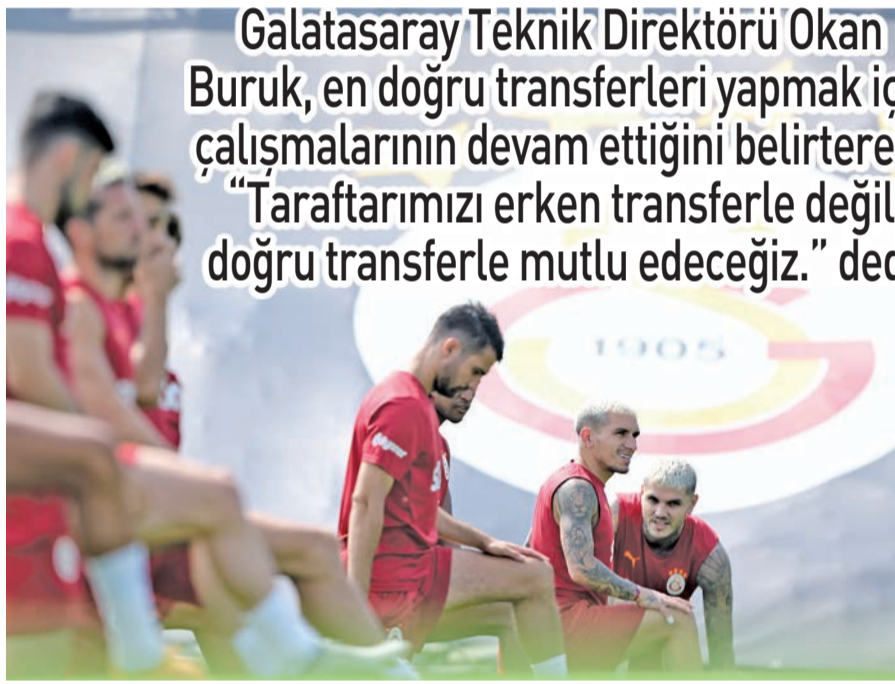 Galatasaray Teknik Direktörü Okan
Buruk, en doğru transferleri yapmak iç
çalışmalarının devam ettiğini belirtere
“Taraftarımızı erken transferle değil
doğru transferle mutlu edeceğiz.” ded
1905